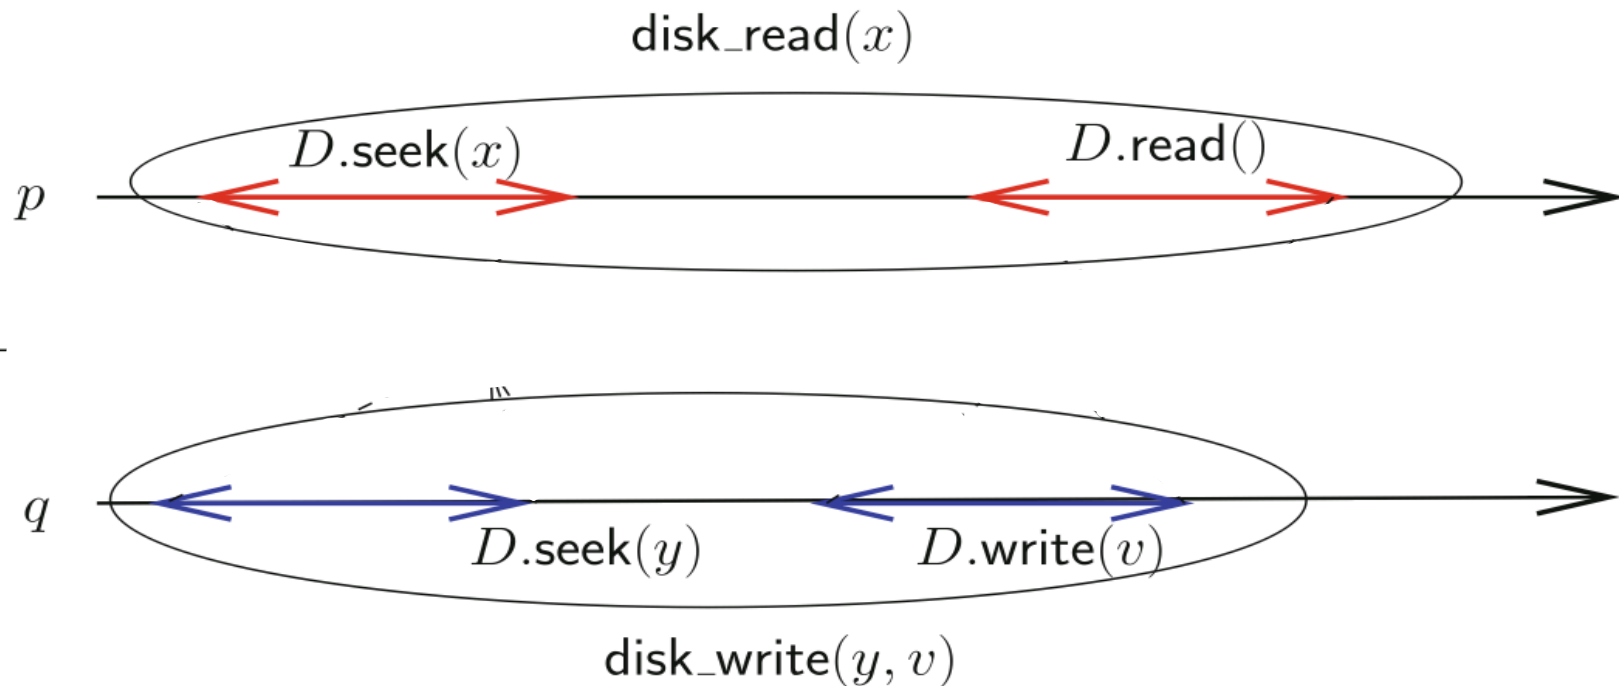 disk_read(x)
D.seek(x) D.read()
p
q
D.seek(y) D.write(v)
disk_write(y, v)